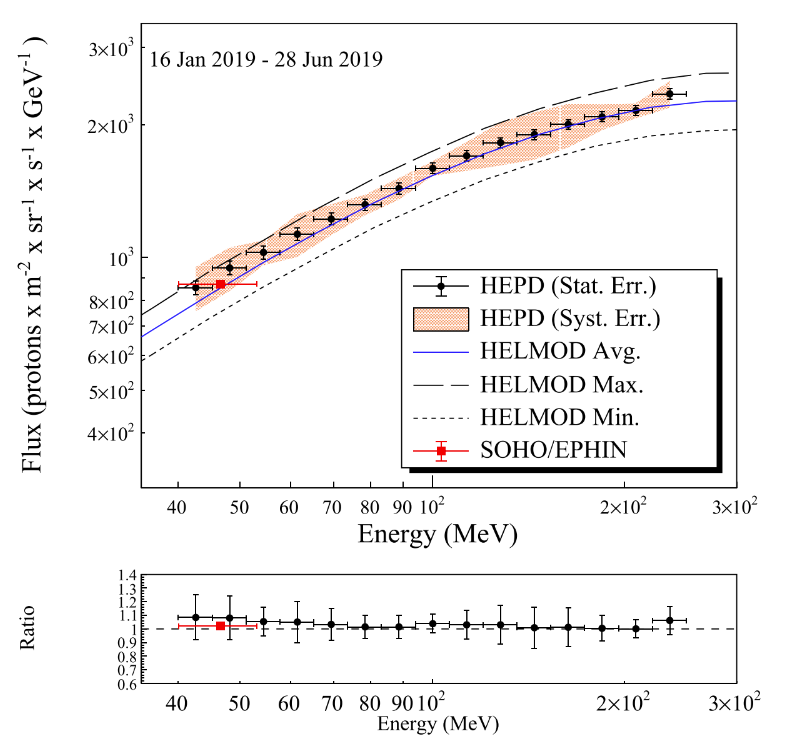 Flux (protons x m⁻² x sr⁻¹ x s⁻¹ x GeV⁻¹ )
3×10³
2×10³
10³
8×10²
7×10²
6×10²
5×10²
4×10²
16 Jan 2019 - 28 Jun 2019
HEPD (Stat. Err.)
HEPD (Syst. Err.)
HELMOD Avg.
HELMOD Max.
HELMOD Min.
SOHO/EPHIN
40 50 60 70 80 90 10² 2×10² 3×10²
Energy (MeV)
Ratio
1.4
1.3
1.2
1.1
1
0.9
0.8
0.7
0.6
40 50 60 70 80 90 10² 2×10² 3×10²
Energy (MeV)